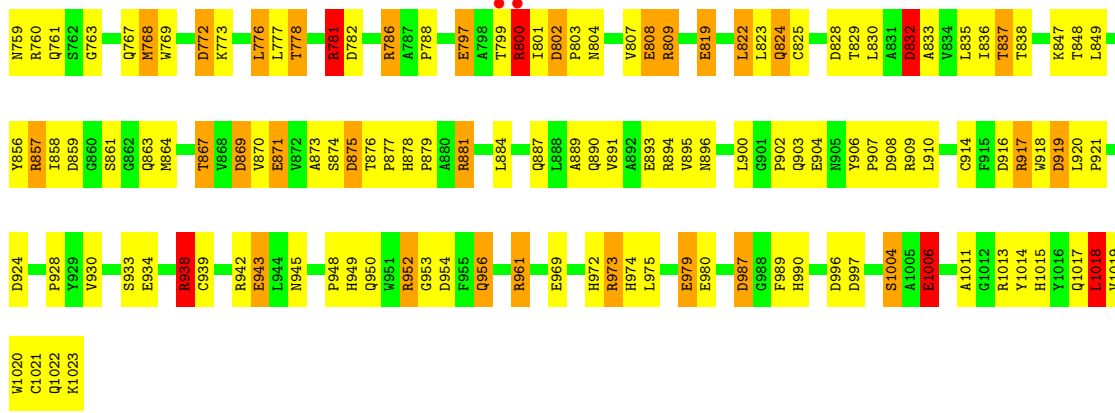 N759 R760 Q761 S762 G763 Q767 M768 W769 D772 K773 L776 L777 T778 R781 D782 R786 A787 P788 E797 A798 T799 R800 I801 D802 P803 N804 V807 E808 R809 E819 L822 L823 Q824 C825 D828 T829 L830 A831 D832 A833 V834 L835 I836 T837 T838 K847 T848 L849
Y856 R857 I858 D859 G860 S861 G862 Q863 M864 T867 V868 D869 V870 E871 V872 A873 S874 D875 T876 P877 H878 P879 A880 R881 L884 Q887 L888 A889 Q890 V891 A892 E893 R894 V895 N896 L900 G901 P902 Q903 E904 N905 Y906 P907 D908 R909 L910 C914 F915 D916 R917 W918 D919 L920 P921
D924 P928 Y929 V930 S933 E934 R938 C939 R942 E943 L944 N945 P948 H949 Q950 W951 R952 G953 D954 F955 Q956 R961 E969 H972 R973 H974 L975 E979 E980 D987 G988 F989 H990 D996 D997 S1004 A1005 E1006 A1011 G1012 R1013 Y1014 H1015 Y1016 Q1017 L1018 V1019
W1020 C1021 Q1022 K1023